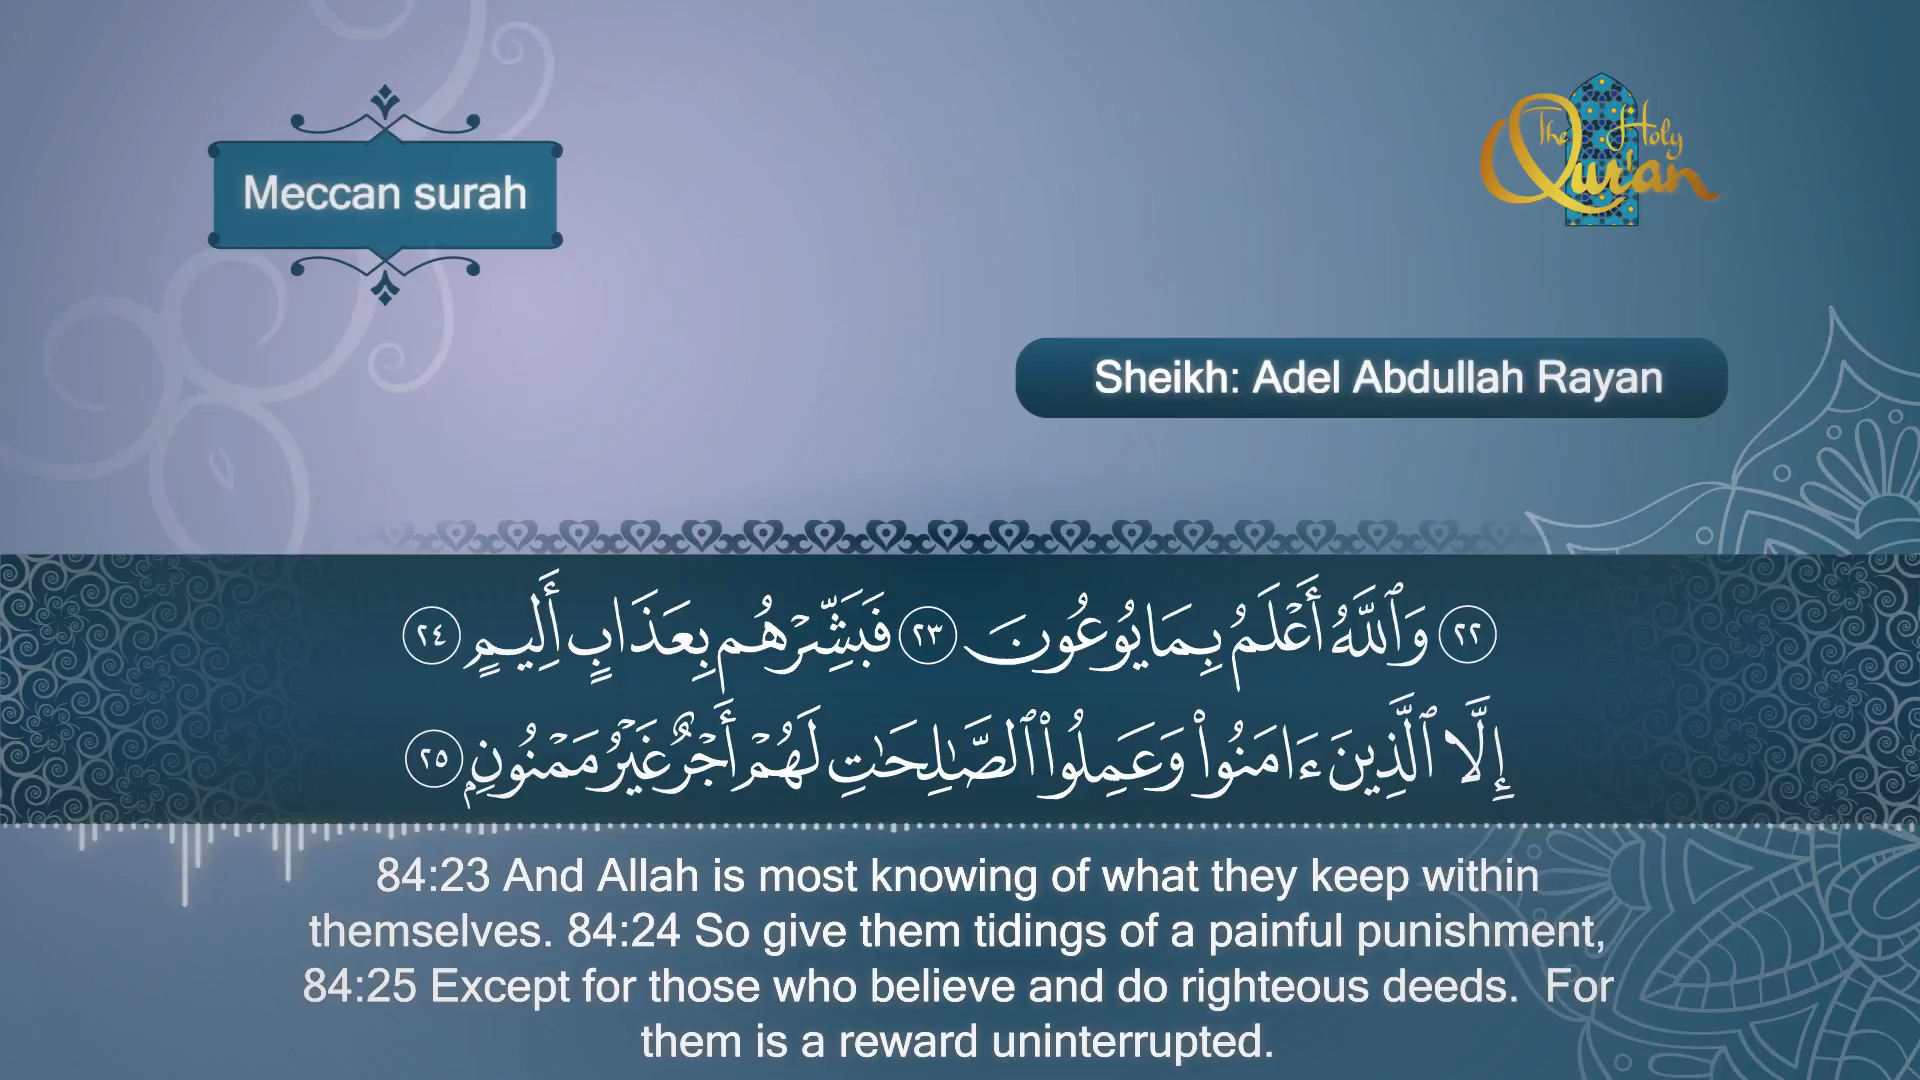 Meccan surah
The Holy
Qur'an
Sheikh: Adel Abdullah Rayan
٢٢ وَٱللَّهُ أَعْلَمُ بِمَا يُوعُونَ ٢٣ فَبَشِّرْهُم بِعَذَابٍ أَلِيمٍ ٢٤
إِلَّا ٱلَّذِينَ ءَامَنُوا۟ وَعَمِلُوا۟ ٱلصَّـٰلِحَـٰتِ لَهُمْ أَجْرٌ غَيْرُ مَمْنُونٍۭ ٢٥
84:23 And Allah is most knowing of what they keep within
themselves. 84:24 So give them tidings of a painful punishment,
84:25 Except for those who believe and do righteous deeds.  For
them is a reward uninterrupted.